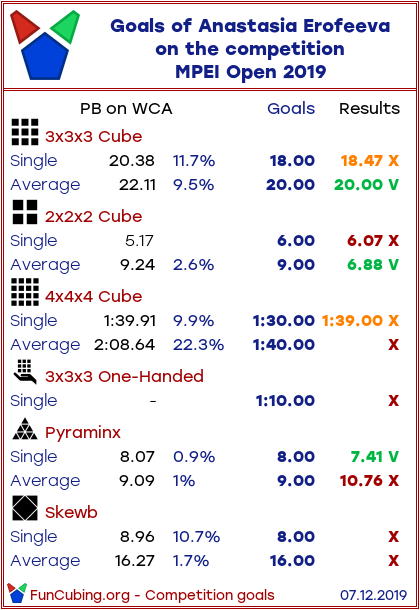 Goals of Anastasia Erofeeva
on the competition
MPEI Open 2019
PB on WCA Goals Results
3x3x3 Cube
Single 20.38 11.7% 18.00 18.47 X
Average 22.11 9.5% 20.00 20.00 V
2x2x2 Cube
Single 5.17 6.00 6.07 X
Average 9.24 2.6% 9.00 6.88 V
4x4x4 Cube
Single 1:39.91 9.9% 1:30.00 1:39.00 X
Average 2:08.64 22.3% 1:40.00 X
3x3x3 One-Handed
Single - 1:10.00 X
Pyraminx
Single 8.07 0.9% 8.00 7.41 V
Average 9.09 1% 9.00 10.76 X
Skewb
Single 8.96 10.7% 8.00 X
Average 16.27 1.7% 16.00 X
FunCubing.org - Competition goals 07.12.2019